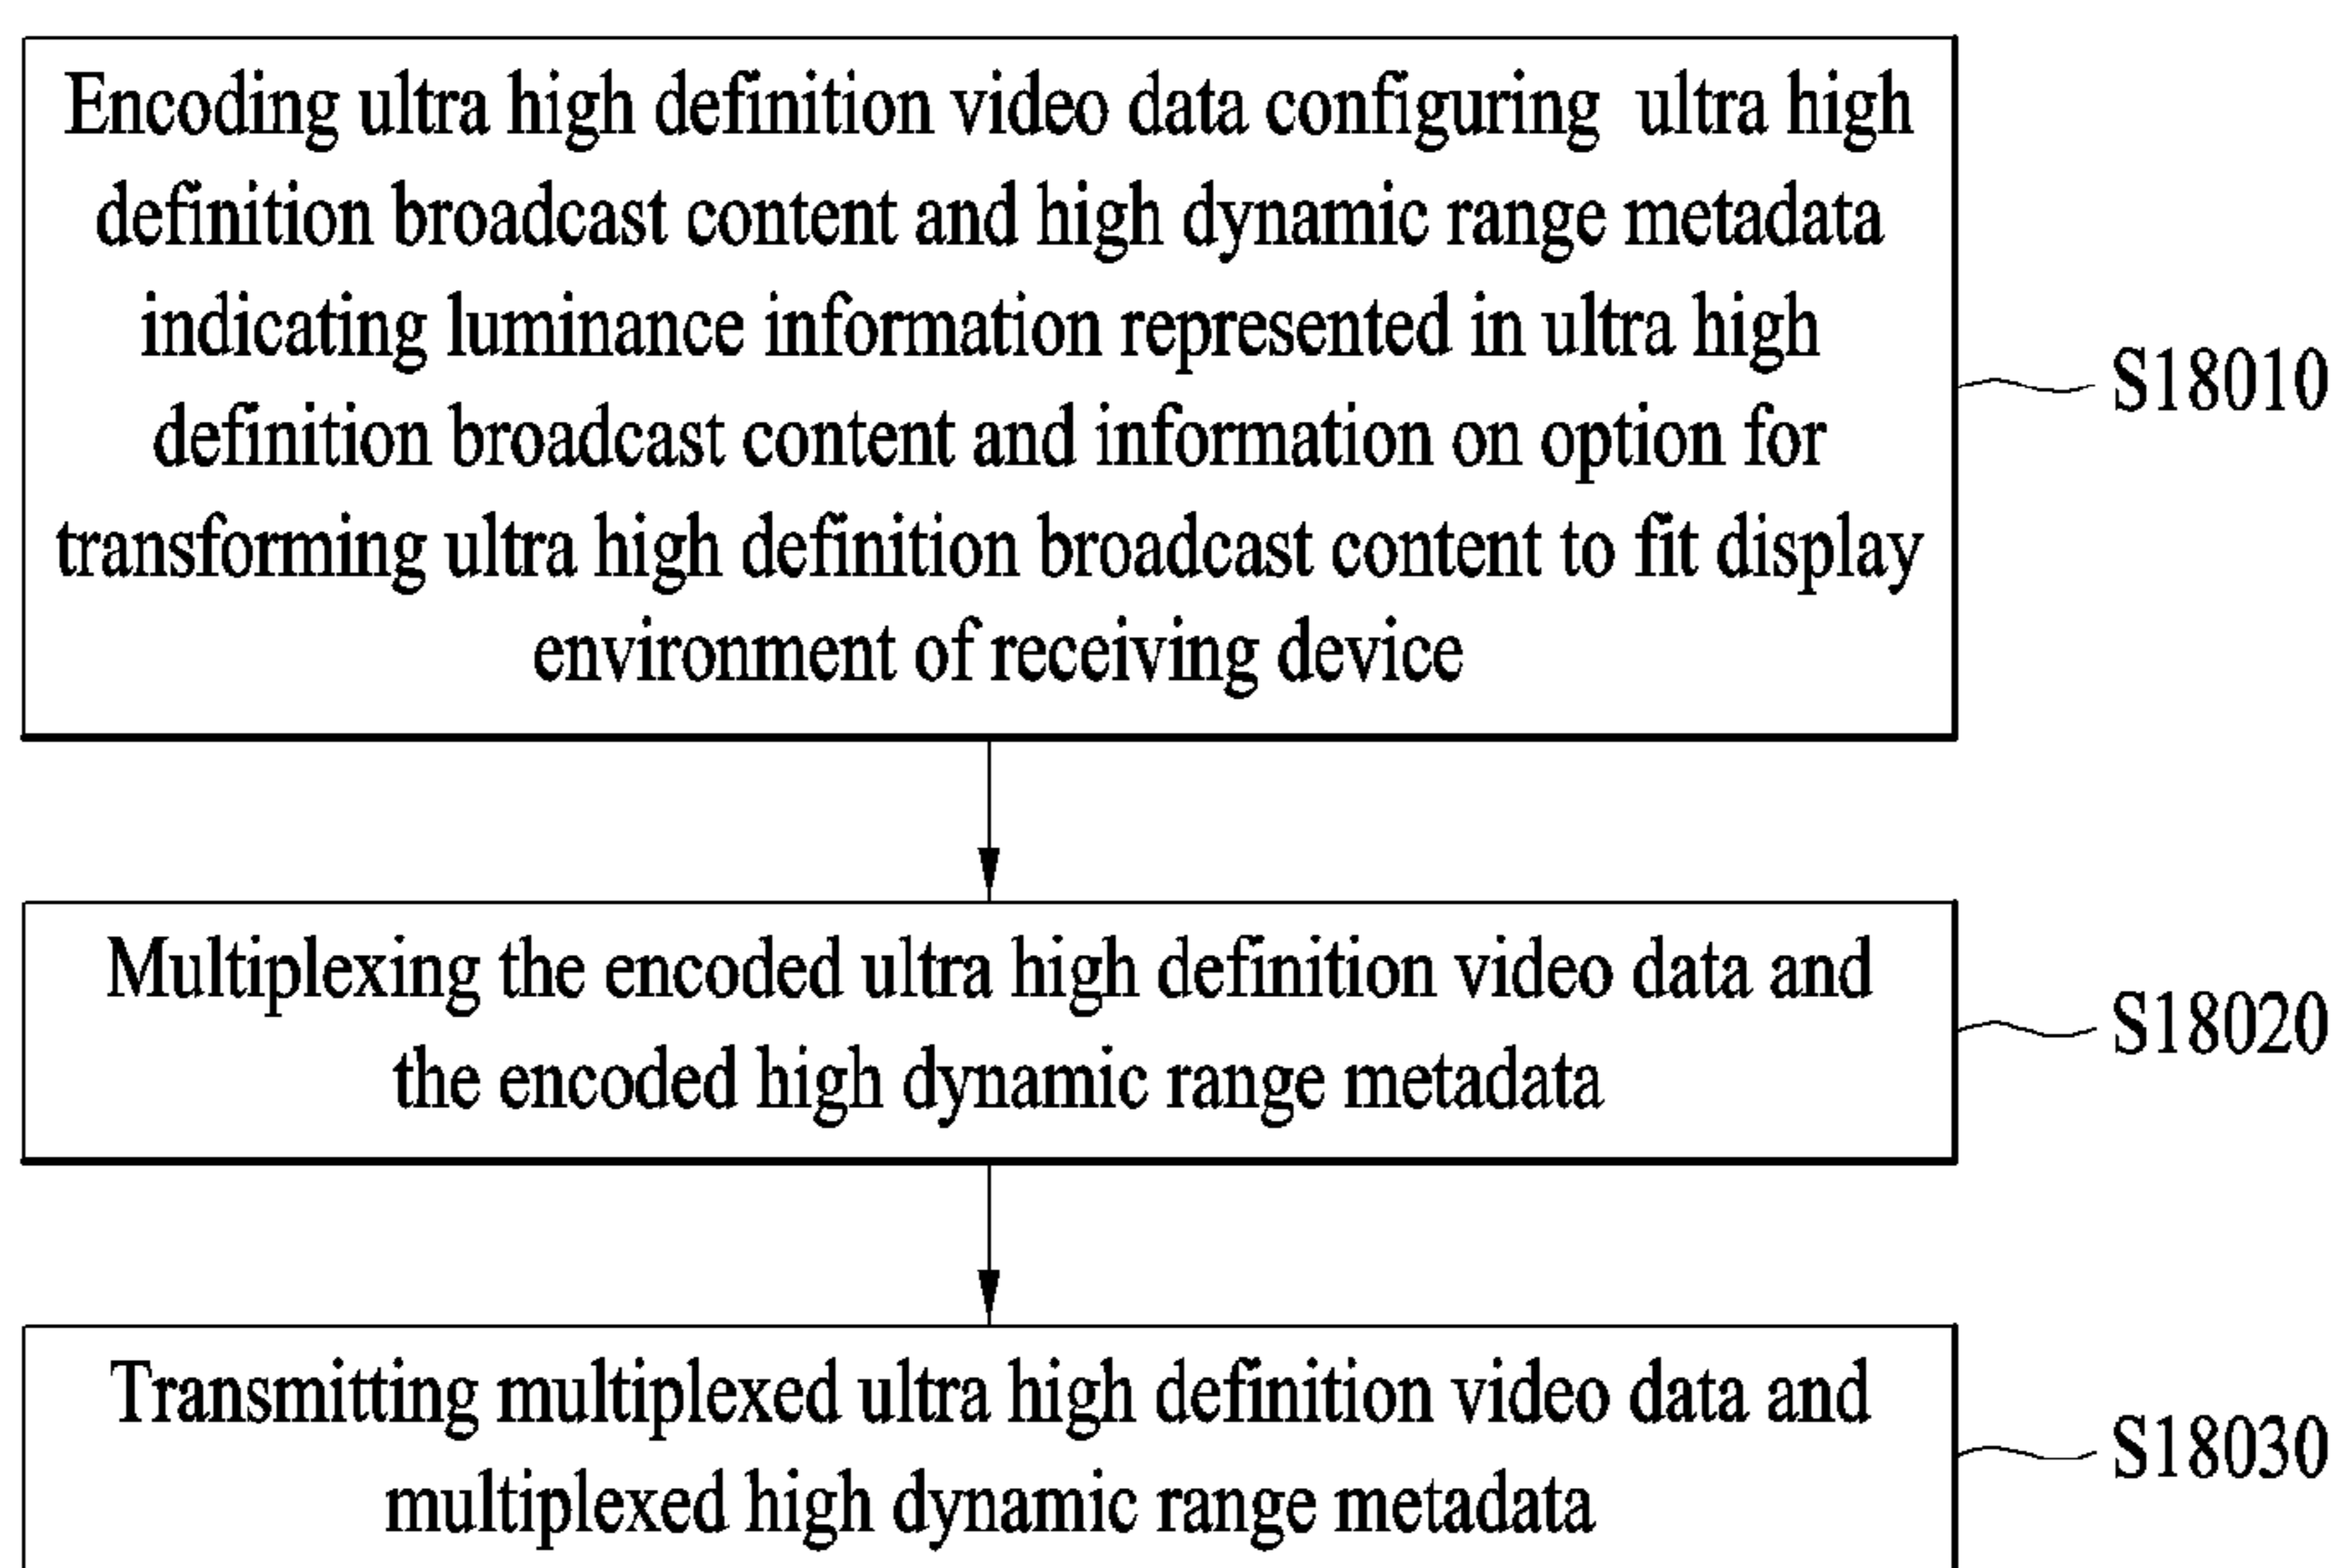 Encoding ultra high definition video data configuring ultra high
definition broadcast content and high dynamic range metadata
indicating luminance information represented in ultra high
definition broadcast content and information on option for
transforming ultra high definition broadcast content to fit display
environment of receiving device
S18010
Multiplexing the encoded ultra high definition video data and
the encoded high dynamic range metadata
S18020
Transmitting multiplexed ultra high definition video data and
multiplexed high dynamic range metadata
S18030